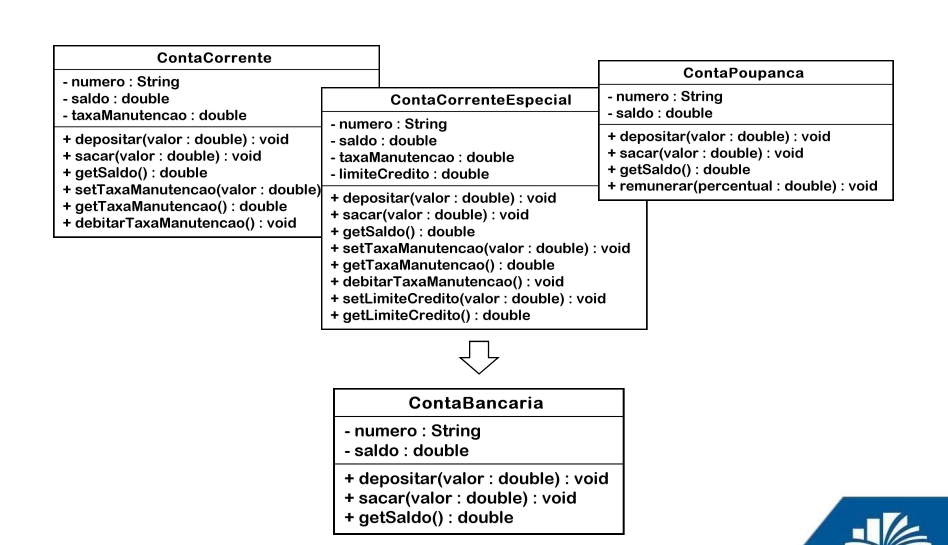 ContaCorrente
- numero : String
- saldo : double
- taxaManutencao : double
+ depositar(valor : double) : void
+ sacar(valor : double) : void
+ getSaldo() : double
+ setTaxaManutencao(valor : double)
+ getTaxaManutencao() : double
+ debitarTaxaManutencao() : void
ContaCorrenteEspecial
- numero : String
- saldo : double
- taxaManutencao : double
- limiteCredito : double
+ depositar(valor : double) : void
+ sacar(valor : double) : void
+ getSaldo() : double
+ setTaxaManutencao(valor : double) : void
+ getTaxaManutencao() : double
+ debitarTaxaManutencao() : void
+ setLimiteCredito(valor : double) : void
+ getLimiteCredito() : double
ContaPoupanca
- numero : String
- saldo : double
+ depositar(valor : double) : void
+ sacar(valor : double) : void
+ getSaldo() : double
+ remunerar(percentual : double) : void
ContaBancaria
- numero : String
- saldo : double
+ depositar(valor : double) : void
+ sacar(valor : double) : void
+ getSaldo() : double